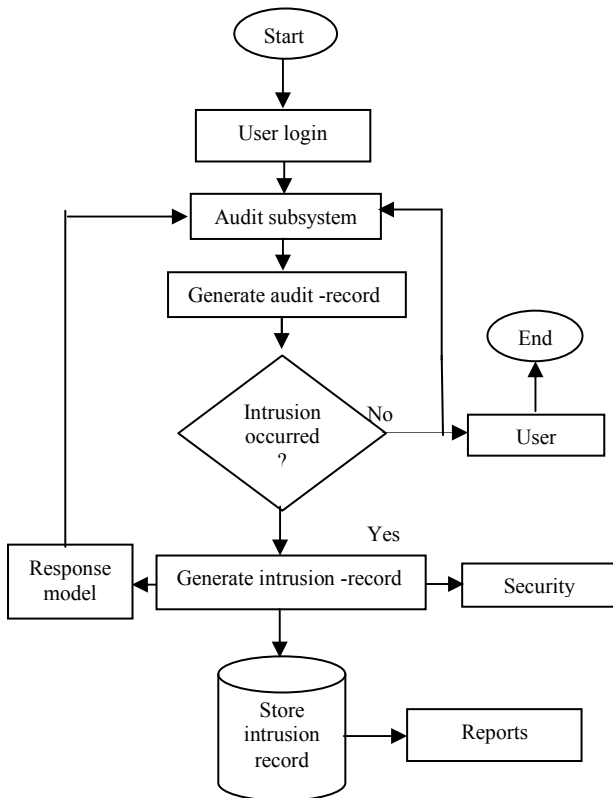 Start
User login
Audit subsystem
Generate audit -record
End
Intrusion
occurred
?
No
User
Yes
Response
model
Generate intrusion -record
Security
Store
intrusion
record
Reports